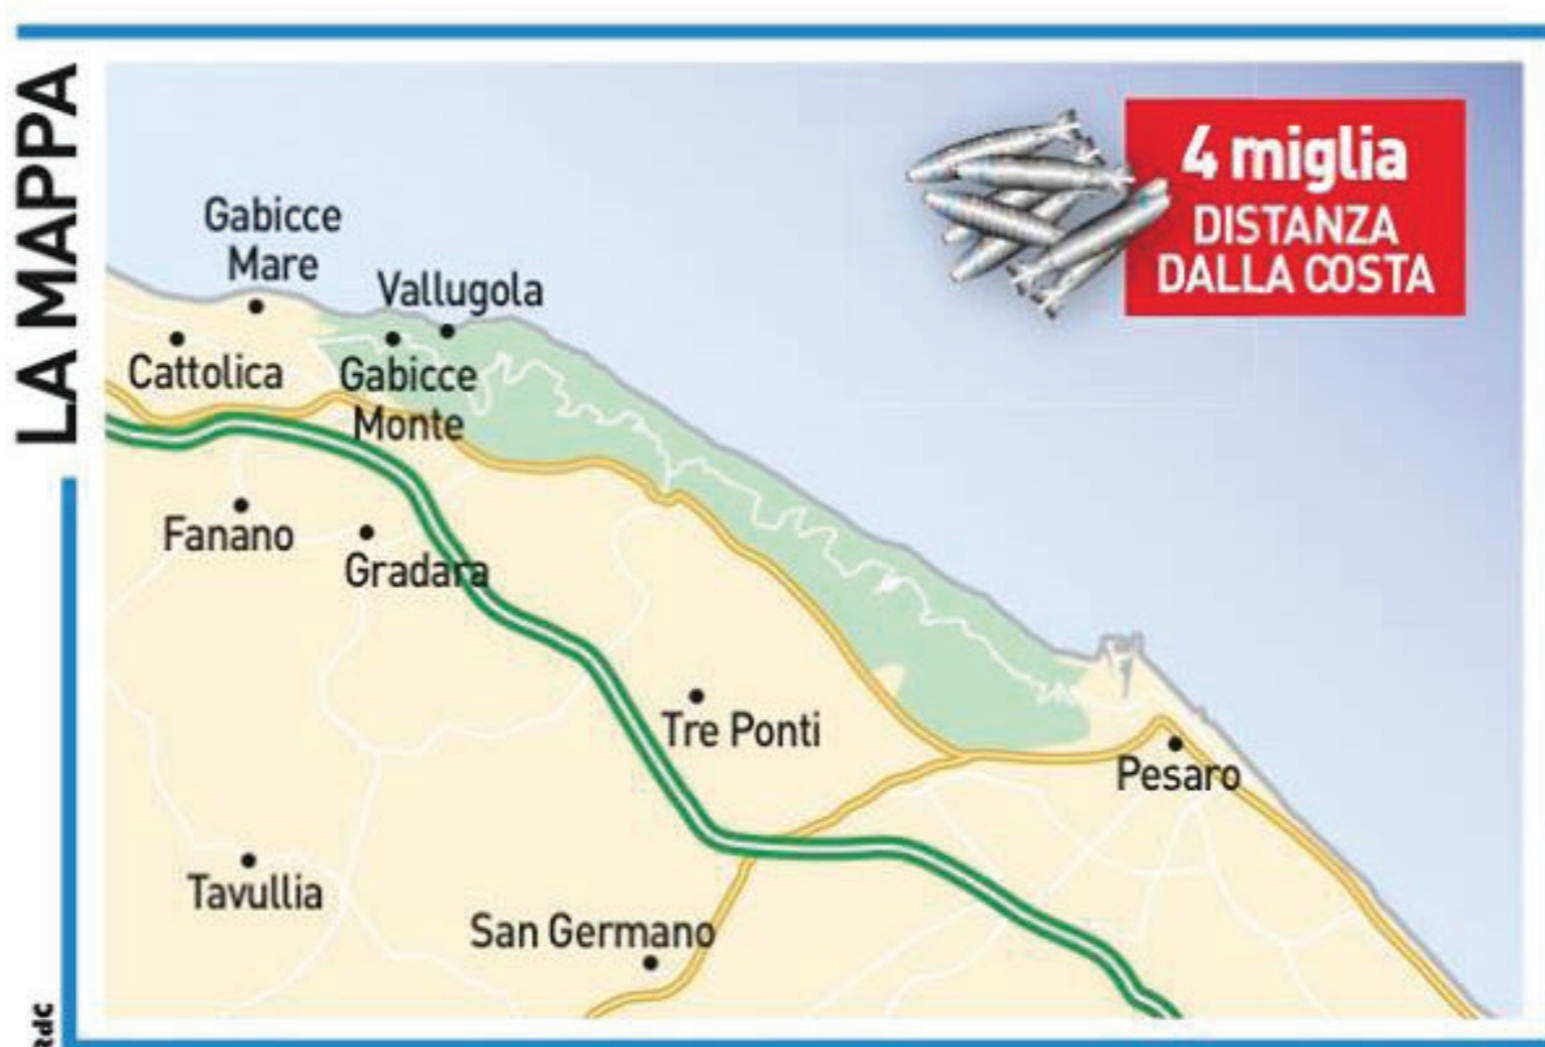 LA MAPPA
4 miglia
DISTANZA
DALLA COSTA
Gabicce
Mare
Vallugola
Cattolica
Gabicce
Monte
Fanano
Gradara
Tre Ponti
Pesaro
Tavullia
San Germano
RdC